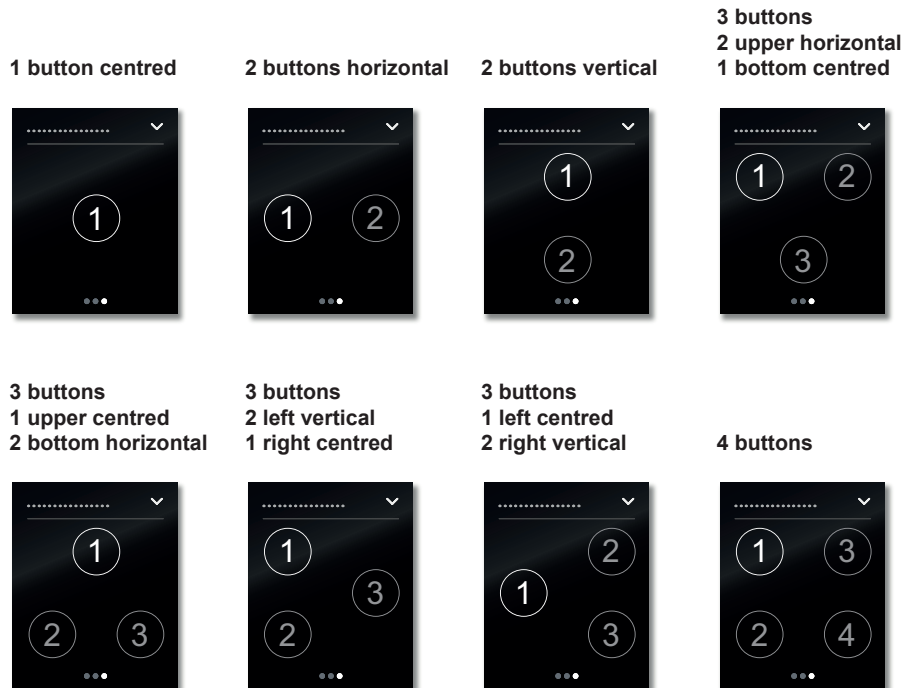 1 button centred
2 buttons horizontal
2 buttons vertical
3 buttons
2 upper horizontal
1 bottom centred
1
1 2
1
2
1 2
3
3 buttons
1 upper centred
2 bottom horizontal
3 buttons
2 left vertical
1 right centred
3 buttons
1 left centred
2 right vertical
4 buttons
1
2 3
1
3
2
2
1
3
1 3
2 4